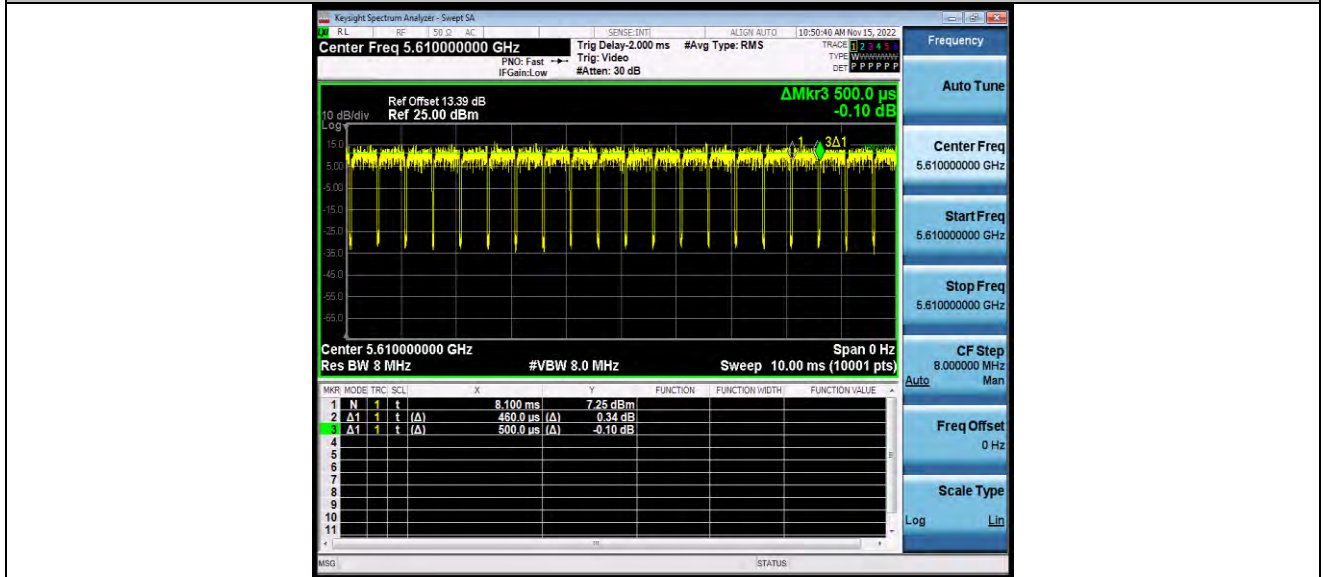 Keysight Spectrum Analyzer - Swept SA
RL RF 50 Ω AC SENSE:INT ALIGN AUTO 10:50:40 AM Nov 15, 2022
Center Freq 5.610000000 GHz Trig Delay-2.000 ms #Avg Type: RMS TRACE 1 2 3 4 5 6
PNO: Fast Trig: Video TYPE WWWWWW
IFGain:Low #Atten: 30 dB DET P P P P P P
Frequency
Auto Tune
ΔMkr3 500.0 µs
-0.10 dB
Ref Offset 13.39 dB
10 dB/div Ref 25.00 dBm
Log
15.0
5.00
-5.00
-15.0
-25.0
-35.0
-45.0
-55.0
-65.0
1 3Δ1
Center 5.610000000 GHz Span 0 Hz
Res BW 8 MHz #VBW 8.0 MHz Sweep 10.00 ms (10001 pts)
MKR MODE TRC SCL X Y FUNCTION FUNCTION WIDTH FUNCTION VALUE
1 N 1 t 8.100 ms 7.25 dBm
2 Δ1 1 t (Δ) 460.0 µs (Δ) 0.34 dB
3 Δ1 1 t (Δ) 500.0 µs (Δ) -0.10 dB
4
5
6
7
8
9
10
11
Center Freq
5.610000000 GHz
Start Freq
5.610000000 GHz
Stop Freq
5.610000000 GHz
CF Step
8.000000 MHz
Auto Man
Freq Offset
0 Hz
Scale Type
Log Lin
MSG STATUS